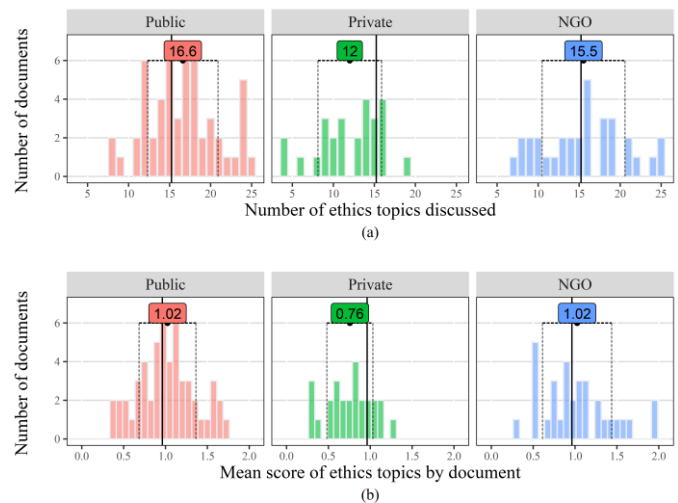 Public Private NGO
16.6 12 15.5
Number of documents
6
4
2
0
5 10 15 20 25 5 10 15 20 25 5 10 15 20 25
Number of ethics topics discussed
(a)
Public Private NGO
1.02 0.76 1.02
Number of documents
6
4
2
0
0.0 0.5 1.0 1.5 2.0 0.0 0.5 1.0 1.5 2.0 0.0 0.5 1.0 1.5 2.0
Mean score of ethics topics by document
(b)